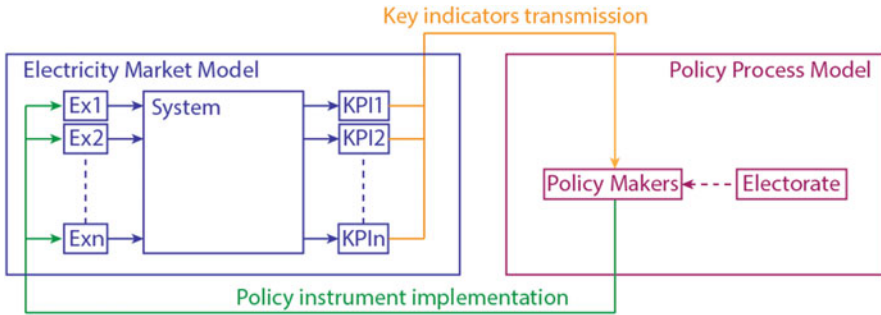 Key indicators transmission
Electricity Market Model
Policy Process Model
Ex1
System
KPI1
Ex2
KPI2
Policy Makers
Electorate
Exn
KPIn
Policy instrument implementation